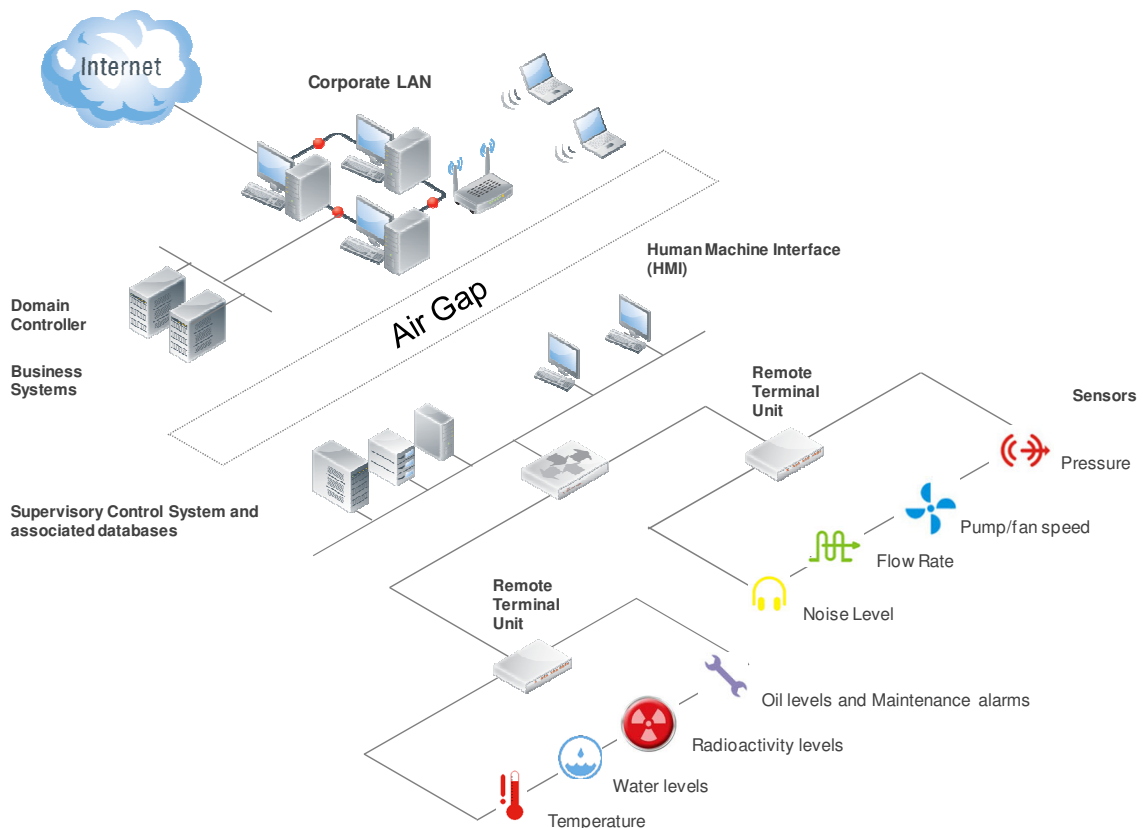 Internet
Corporate LAN
Human Machine Interface
(HMI)
Air Gap
Domain
Controller
Business
Systems
Remote
Terminal
Unit
Sensors
Pressure
Pump/fan speed
Flow Rate
Noise Level
Supervisory Control System and
associated databases
Remote
Terminal
Unit
Oil levels and Maintenance alarms
Radioactivity levels
Water levels
Temperature